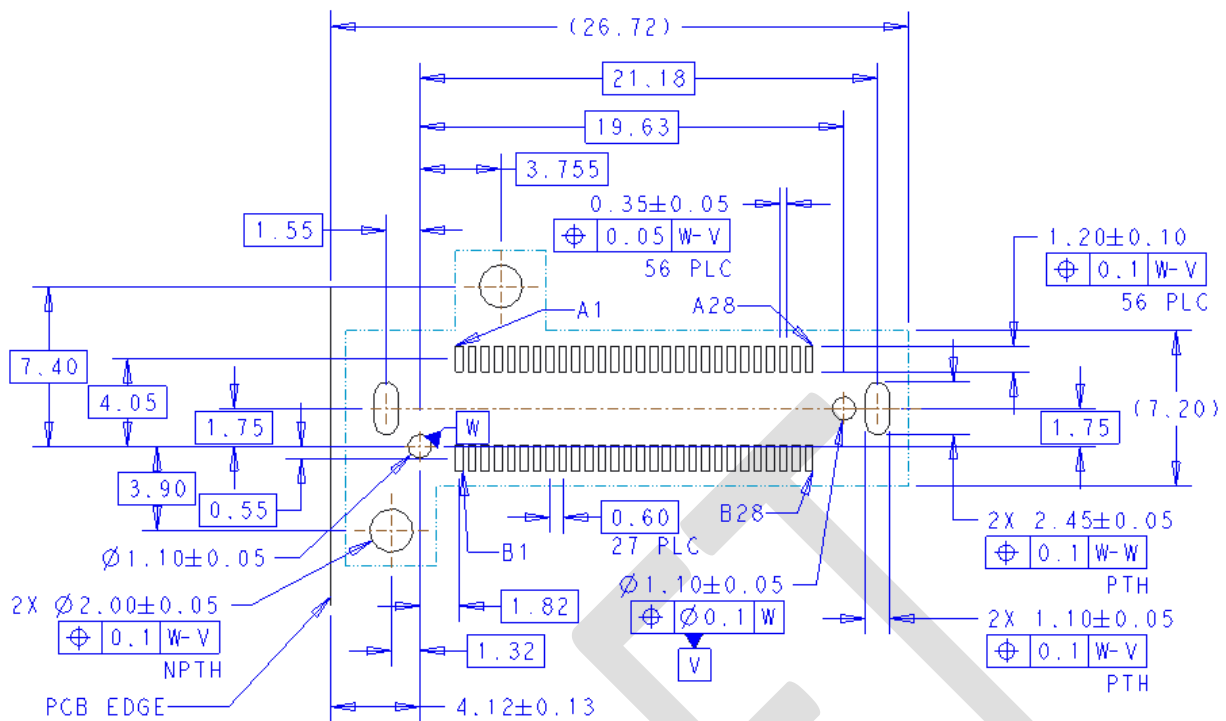 (26.72)
21.18
19.63
3.755
0.35±0.05
⌖ 0.05 W-V
56 PLC
1.55
1.20±0.10
⌖ 0.1 W-V
56 PLC
A1
A28
7.40
4.05
1.75
W
(7.20)
1.75
3.90
0.55
0.60
27 PLC
B28
B1
2X 2.45±0.05
⌖ 0.1 W-W
PTH
Ø1.10±0.05
Ø1.10±0.05
⌖ Ø0.1 W
V
2X Ø2.00±0.05
⌖ 0.1 W-V
NPTH
1.82
2X 1.10±0.05
⌖ 0.1 W-V
PTH
1.32
PCB EDGE
4.12±0.13